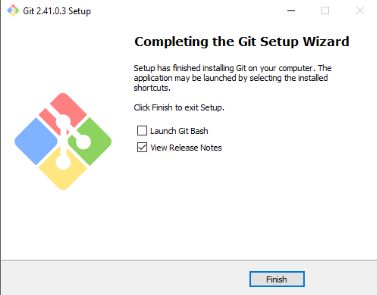 Git 2.41.0.3 Setup
Completing the Git Setup Wizard
Setup has finished installing Git on your computer. The
application may be launched by selecting the installed
shortcuts.
Click Finish to exit Setup.
Launch Git Bash
View Release Notes
Finish